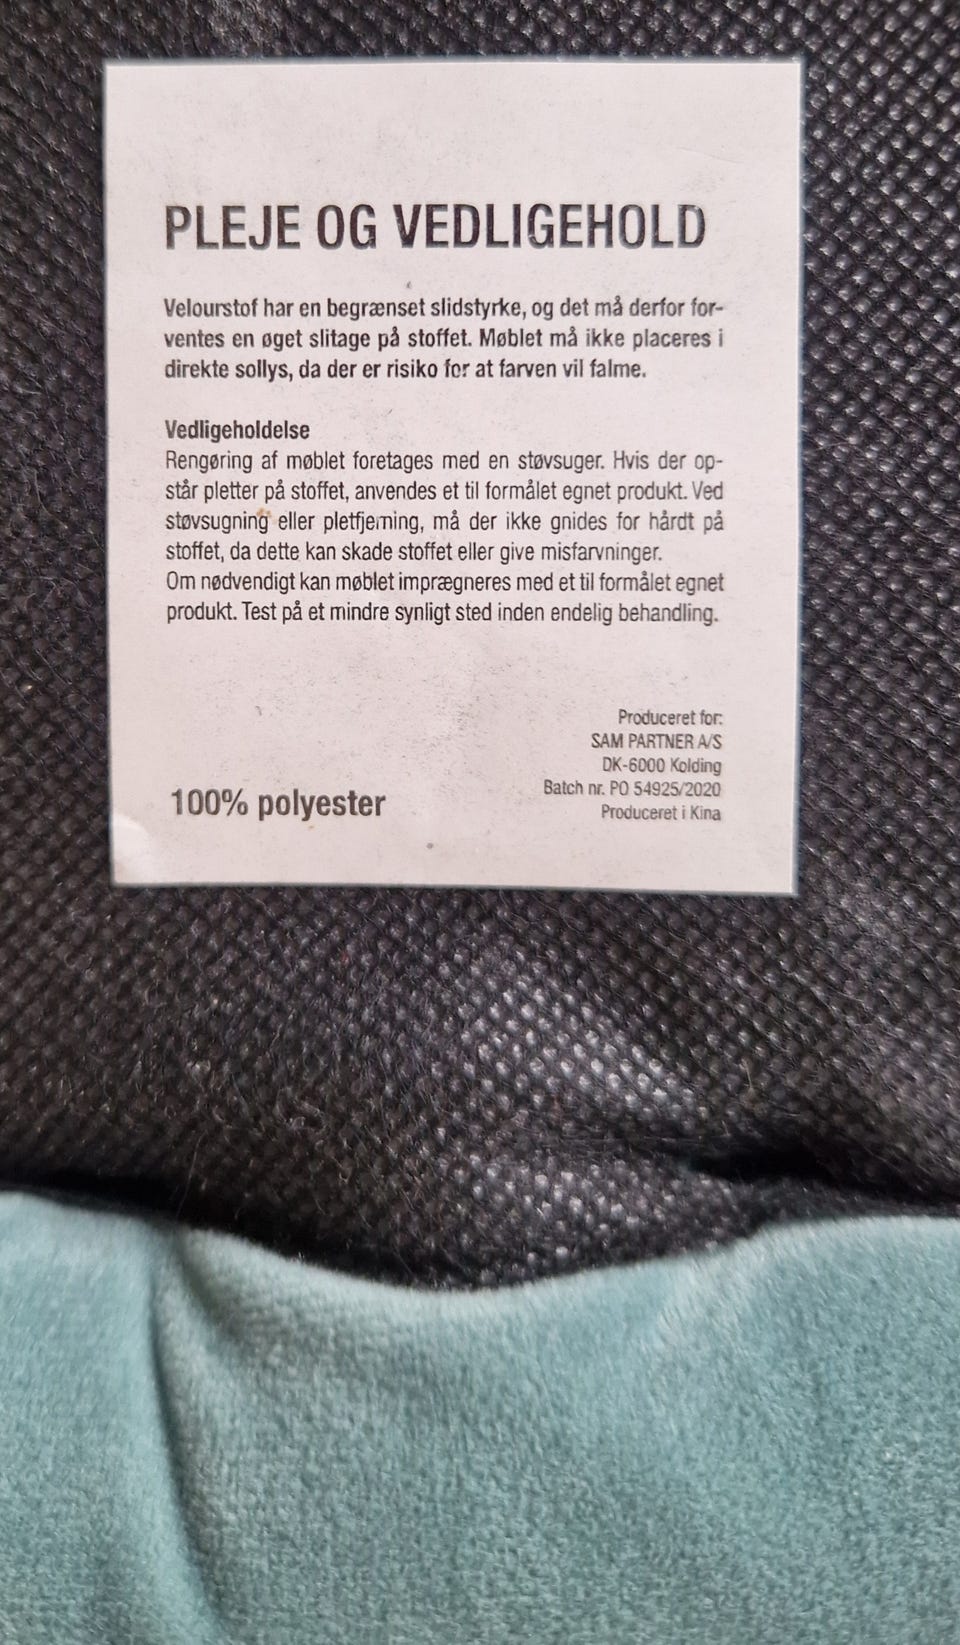 PLEJE OG VEDLIGEHOLD
Velourstof har en begrænset slidstyrke, og det må derfor for-
ventes en øget slitage på stoffet. Møblet må ikke placeres i
direkte sollys, da der er risiko for at farven vil falme.
Vedligeholdelse
Rengøring af møblet foretages med en støvsuger. Hvis der op-
står pletter på stoffet, anvendes et til formålet egnet produkt. Ved
støvsugning eller pletfjerning, må der ikke gnides for hårdt på
stoffet, da dette kan skade stoffet eller give misfarvninger.
Om nødvendigt kan møblet imprægneres med et til formålet egnet
produkt. Test på et mindre synligt sted inden endelig behandling.
Produceret for:
SAM PARTNER A/S
DK-6000 Kolding
Batch nr. PO 54925/2020
Produceret i Kina
100% polyester